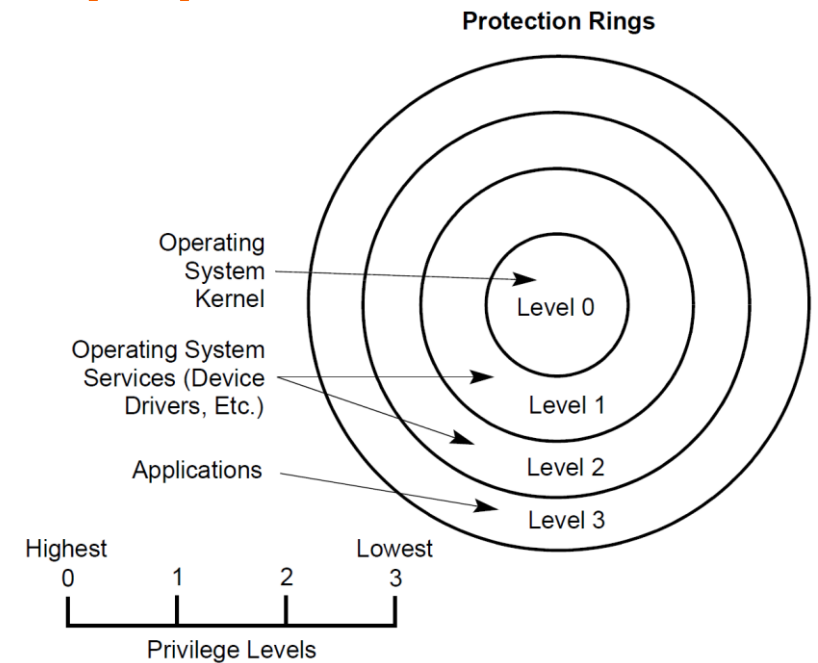 Protection Rings
Operating
System
Kernel
Level 0
Operating System
Services (Device
Drivers, Etc.)
Level 1
Level 2
Applications
Level 3
Highest
Lowest
0
1
2
3
Privilege Levels